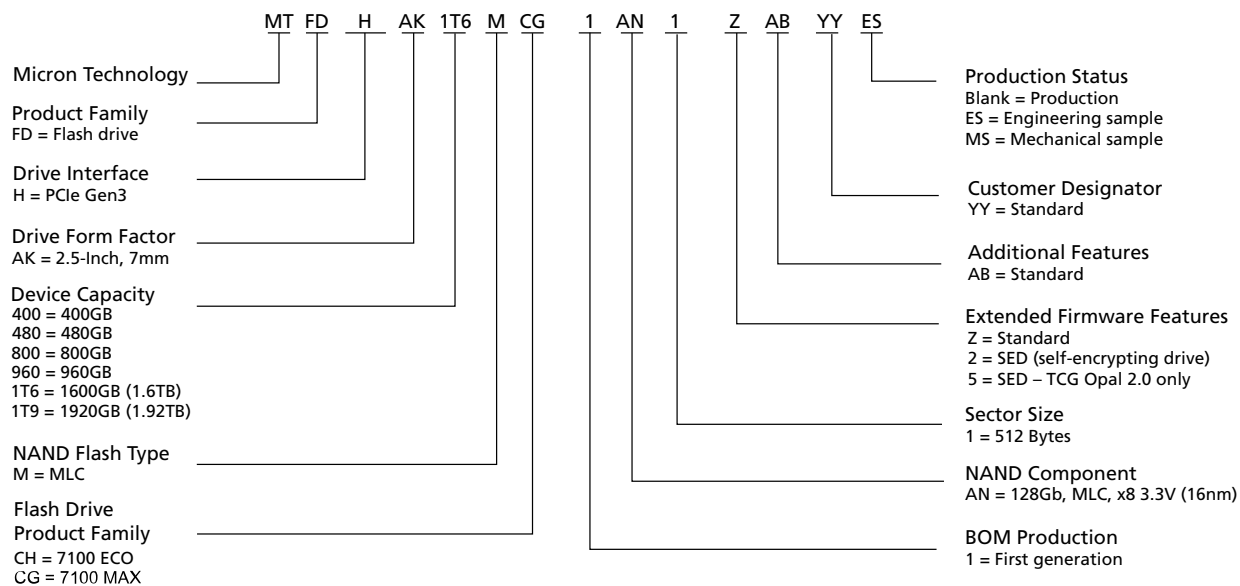 MT FD H AK 1T6 M CG 1 AN 1 Z AB YY ES
Micron Technology
Product Family
FD = Flash drive
Drive Interface
H = PCIe Gen3
Drive Form Factor
AK = 2.5-Inch, 7mm
Device Capacity
400 = 400GB
480 = 480GB
800 = 800GB
960 = 960GB
1T6 = 1600GB (1.6TB)
1T9 = 1920GB (1.92TB)
NAND Flash Type
M = MLC
Flash Drive
Product Family
CH = 7100 ECO
CG = 7100 MAX
Production Status
Blank = Production
ES = Engineering sample
MS = Mechanical sample
Customer Designator
YY = Standard
Additional Features
AB = Standard
Extended Firmware Features
Z = Standard
2 = SED (self-encrypting drive)
5 = SED – TCG Opal 2.0 only
Sector Size
1 = 512 Bytes
NAND Component
AN = 128Gb, MLC, x8 3.3V (16nm)
BOM Production
1 = First generation